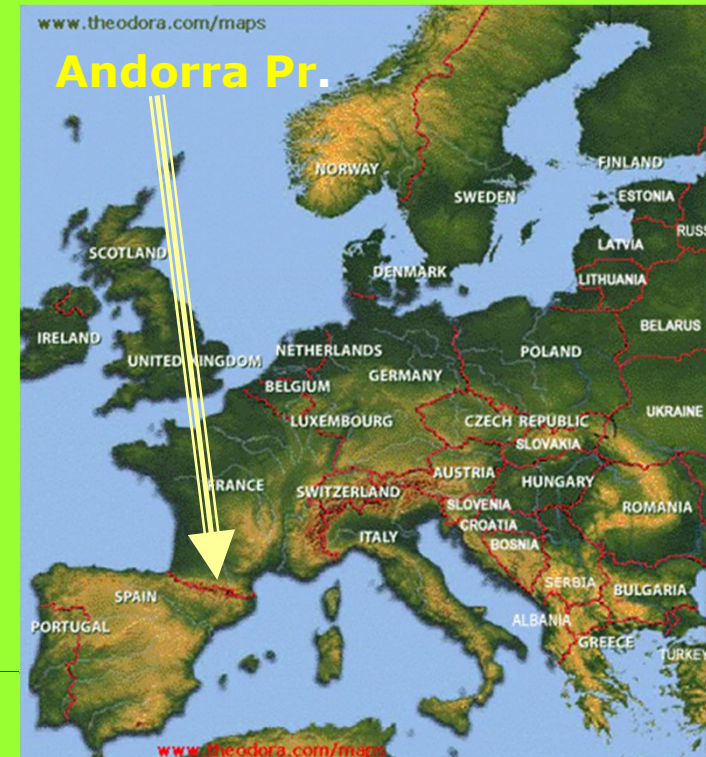 www.theodora.com/maps
Andorra Pr.
NORWAY
FINLAND
SWEDEN
ESTONIA
RUSS
SCOTLAND
LATVIA
DENMARK
LITHUANIA
BELARUS
IRELAND
UNITED KINGDOM
NETHERLANDS
POLAND
BELGIUM
GERMANY
UKRAINE
LUXEMBOURG
CZECH REPUBLIC
SLOVAKIA
FRANCE
SWITZERLAND
AUSTRIA
HUNGARY
SLOVENIA
ROMANIA
CROATIA
ITALY
BOSNIA
SERBIA
BULGARIA
SPAIN
PORTUGAL
ALBANIA
GREECE
TURKEY
www.theodora.com/maps